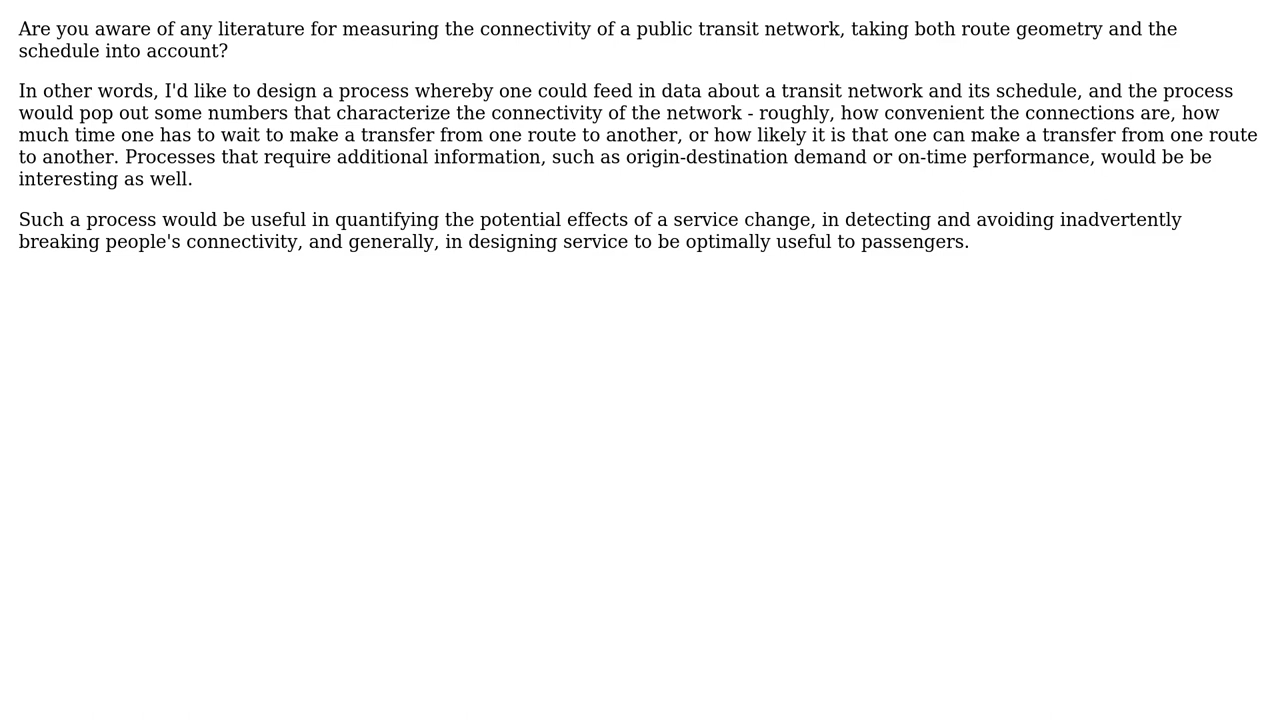 Are you aware of any literature for measuring the connectivity of a public transit network, taking both route geometry and the
schedule into account?
In other words, I'd like to design a process whereby one could feed in data about a transit network and its schedule, and the process
would pop out some numbers that characterize the connectivity of the network - roughly, how convenient the connections are, how
much time one has to wait to make a transfer from one route to another, or how likely it is that one can make a transfer from one route
to another. Processes that require additional information, such as origin-destination demand or on-time performance, would be be
interesting as well.
Such a process would be useful in quantifying the potential effects of a service change, in detecting and avoiding inadvertently
breaking people's connectivity, and generally, in designing service to be optimally useful to passengers.